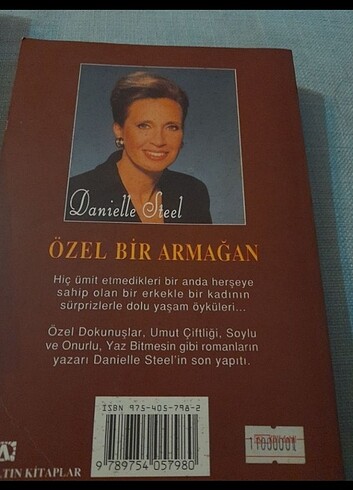 Danielle Steel
ÖZEL BİR ARMAĞAN
Hiç ümit etmedikleri bir anda herşeye
sahip olan bir erkekle bir kadının
sürprizlerle dolu yaşam öyküleri...
Özel Dokunuşlar, Umut Çiftliği, Soylu
ve Onurlu, Yaz Bitmesin gibi romanların
yazarı Danielle Steel'in son yapıtı.
ISBN 975-405-798-2
9 789754 057980
TIN KİTAPLAR